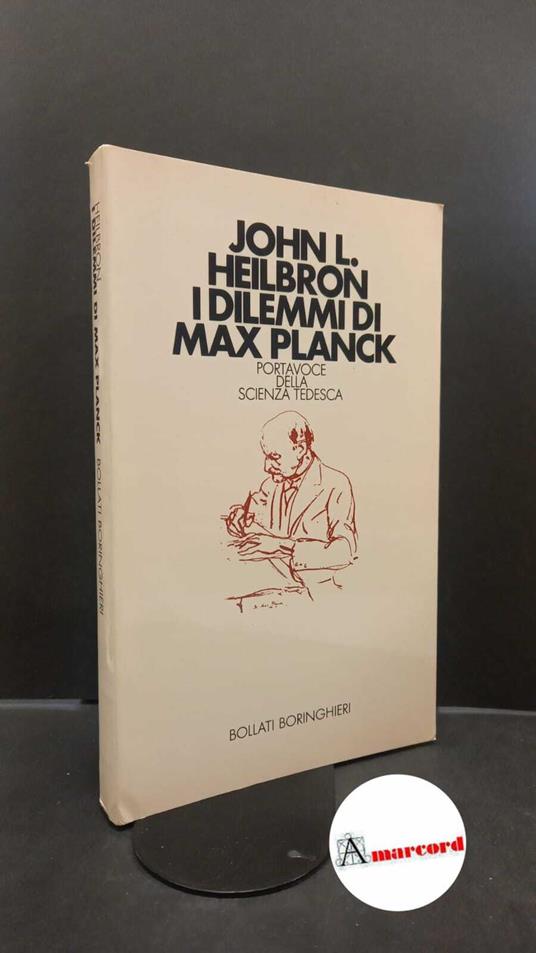 JOHN L.
HEILBRON
I DILEMMI DI
MAX PLANCK
PORTAVOCE
DELLA
SCIENZA TEDESCA
BOLLATI BORINGHIERI
HEILBRON
I DILEMMI DI MAX PLANCK BOLLATI BORINGHIERI
Amarcord